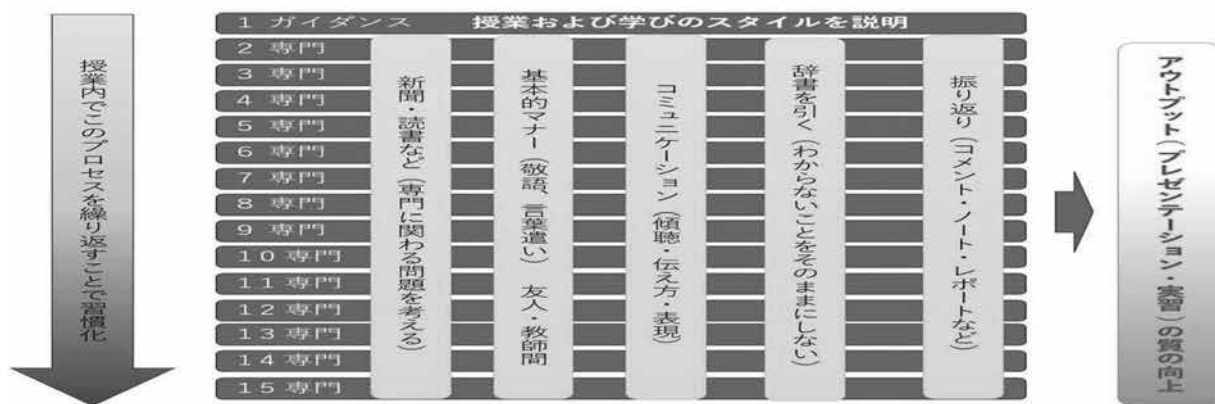 授業内でこのプロセスを繰り返すことで習慣化
1 ガイダンス 授業および学びのスタイルを説明
2 専門
3 専門
4 専門
5 専門
6 専門
7 専門
8 専門
9 専門
10 専門
11 専門
12 専門
13 専門
14 専門
15 専門
新聞・読書など（専門に関わる問題を考える）
基本的マナー（敬語、言葉遣い） 友人・教師間
コミュニケーション（傾聴・伝え方・表現）
辞書を引く（わからないことをそのままにしない）
振り返り（コメント・ノート・レポートなど）
アウトプット（プレゼンテーション・実習）の質の向上